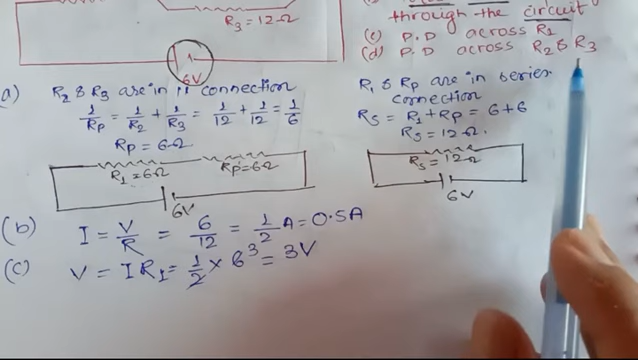 R3 = 12Ω
6V
through the circuit
(c) P.D across R1
(d) P.D across R2 & R3
a) R2 & R3 are in || connection
1/RP = 1/R2 + 1/R3 = 1/12 + 1/12 = 1/6
RP = 6Ω
R1 & RP are in series
connection
RS = R1 + RP = 6 + 6
RS = 12Ω.
R1 = 6Ω RP = 6Ω
6V
RS = 12Ω
6V
(b) I = V/R = 6/12 = 1/2 A = 0.5A
(c) V = IR1 = 1/2 × 6 3 = 3V